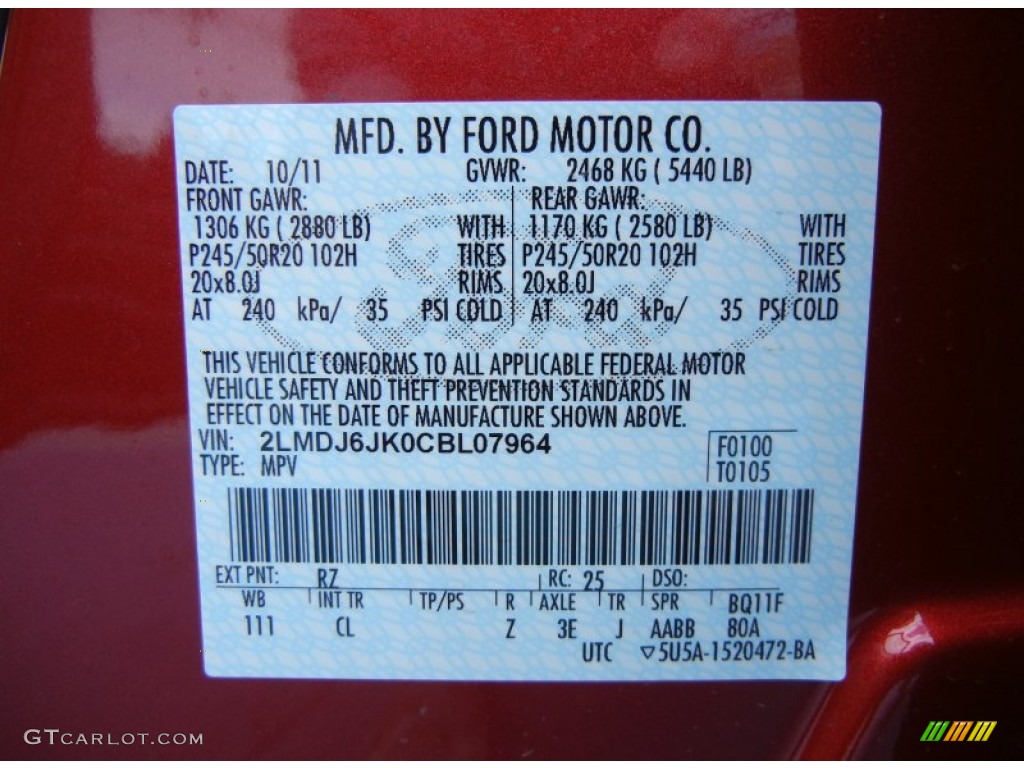 MFD. BY FORD MOTOR CO.
DATE: 10/11 GVWR: 2468 KG ( 5440 LB)
FRONT GAWR: REAR GAWR:
1306 KG ( 2880 LB) WITH 1170 KG ( 2580 LB) WITH
P245/50R20 102H TIRES P245/50R20 102H TIRES
20x8.0J RIMS 20x8.0J RIMS
AT 240 kPa/ 35 PSI COLD AT 240 kPa/ 35 PSI COLD
THIS VEHICLE CONFORMS TO ALL APPLICABLE FEDERAL MOTOR
VEHICLE SAFETY AND THEFT PREVENTION STANDARDS IN
EFFECT ON THE DATE OF MANUFACTURE SHOWN ABOVE.
VIN: 2LMDJ6JK0CBL07964 F0100
TYPE: MPV T0105
EXT PNT: RZ RC: 25 DSO:
WB INT TR TP/PS R AXLE TR SPR BQ11F
111 CL Z 3E J AABB 80A
UTC ▽5U5A-1520472-BA
GTCARLOT.COM